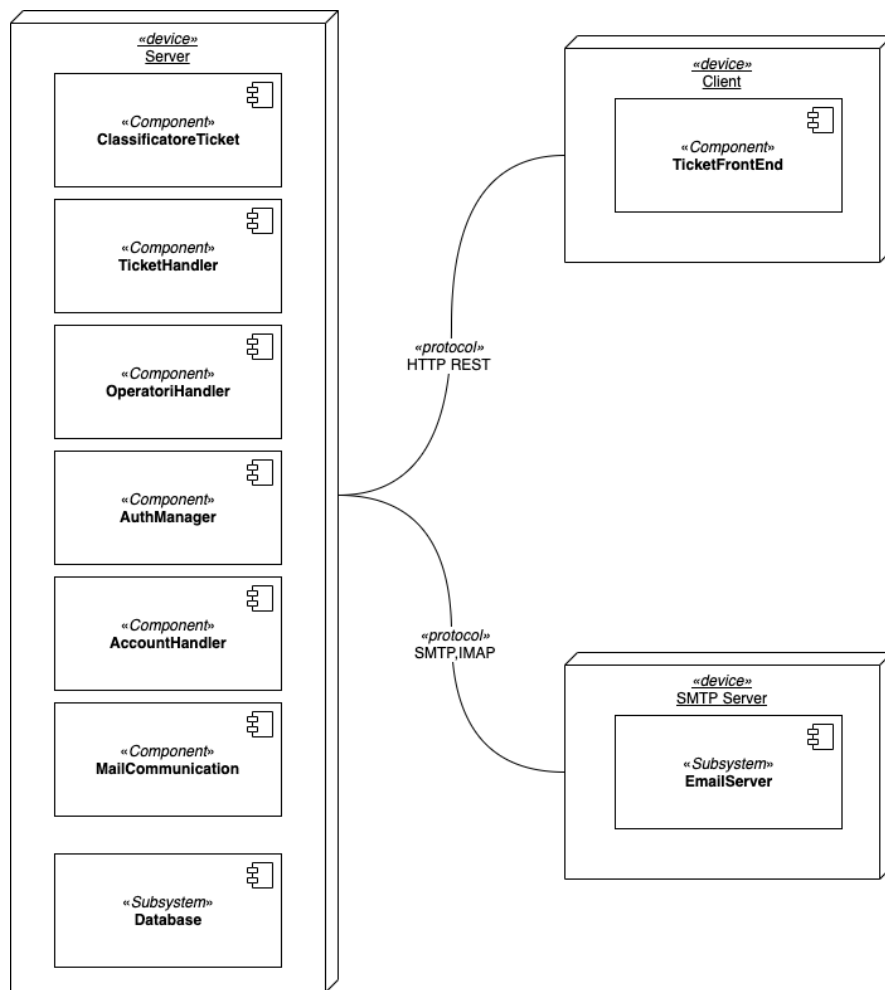 «device»
Server
«Component»
ClassificatoreTicket
«Component»
TicketHandler
«Component»
OperatoriHandler
«Component»
AuthManager
«Component»
AccountHandler
«Component»
MailCommunication
«Subsystem»
Database
«protocol»
HTTP REST
«protocol»
SMTP,IMAP
«device»
Client
«Component»
TicketFrontEnd
«device»
SMTP Server
«Subsystem»
EmailServer